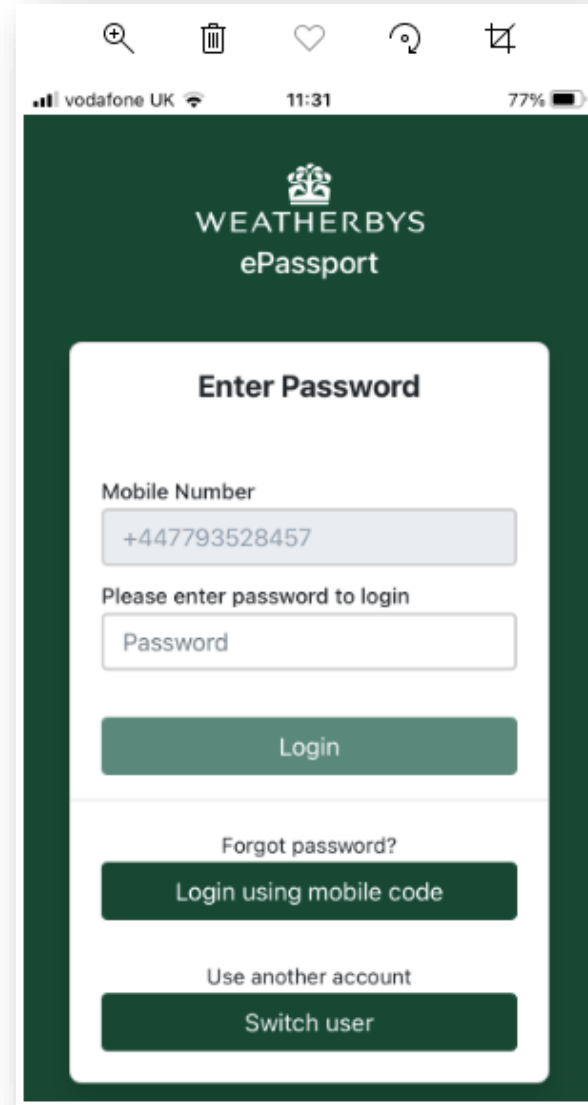 vodafone UK 11:31 77%
WEATHERBYS
ePassport
Enter Password
Mobile Number
+447793528457
Please enter password to login
Password
Login
Forgot password?
Login using mobile code
Use another account
Switch user